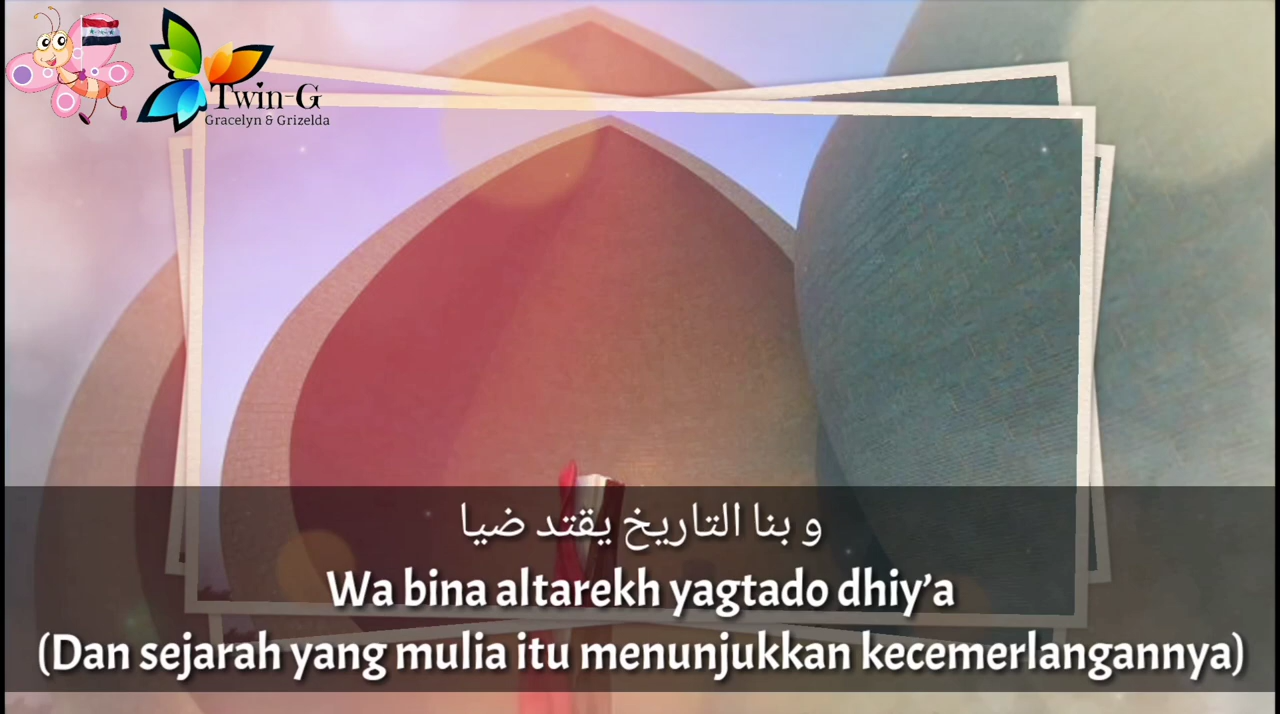 Twin-G
Gracelyn & Grizelda
و بنا التاريخ يقتد ضيا
Wa bina altarekh yagtado dhiy’a
(Dan sejarah yang mulia itu menunjukkan kecemerlangannya)